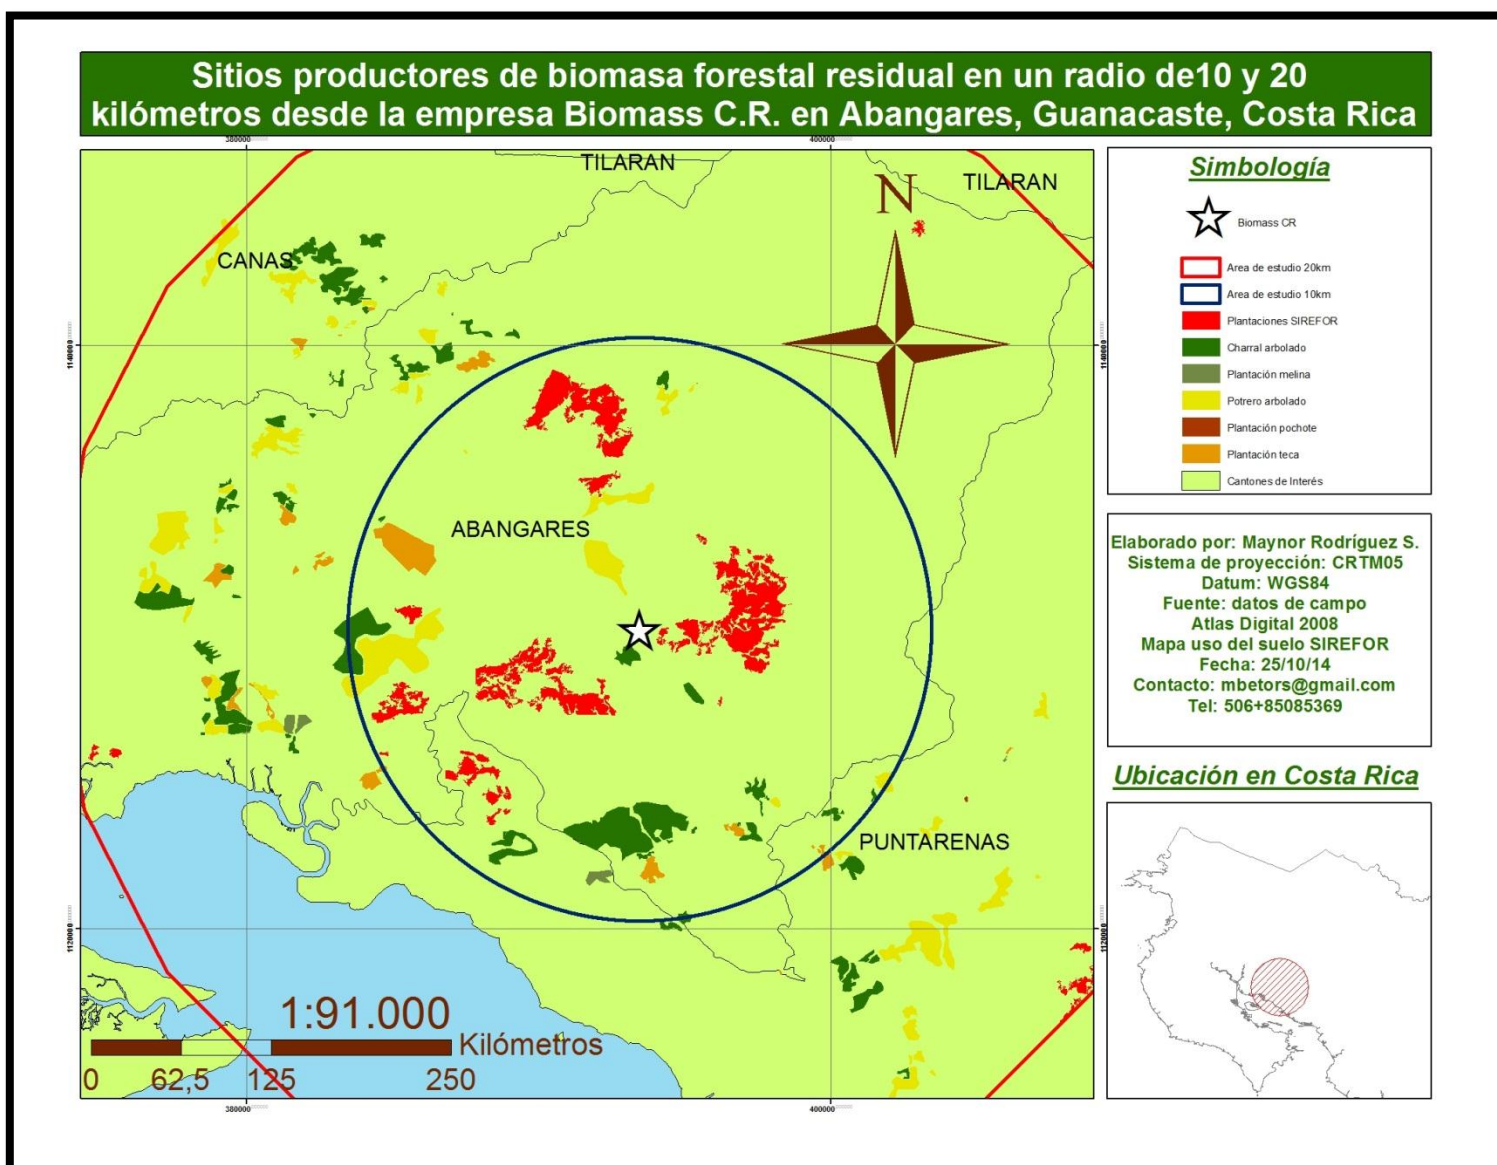 Sitios productores de biomasa forestal residual en un radio de10 y 20
kilómetros desde la empresa Biomass C.R. en Abangares, Guanacaste, Costa Rica
380000
400000
TILARAN
TILARAN
N
CANAS
1140000
1140000
ABANGARES
PUNTARENAS
1120000
1120000
1:91.000
Kilómetros
0 62,5 125 250
380000
400000
Simbología
Biomass CR
Area de estudio 20km
Area de estudio 10km
Plantaciones SIREFOR
Charral arbolado
Plantación melina
Potrero arbolado
Plantación pochote
Plantación teca
Cantones de Interés
Elaborado por: Maynor Rodríguez S.
Sistema de proyección: CRTM05
Datum: WGS84
Fuente: datos de campo
Atlas Digital 2008
Mapa uso del suelo SIREFOR
Fecha: 25/10/14
Contacto: mbetors@gmail.com
Tel: 506+85085369
Ubicación en Costa Rica